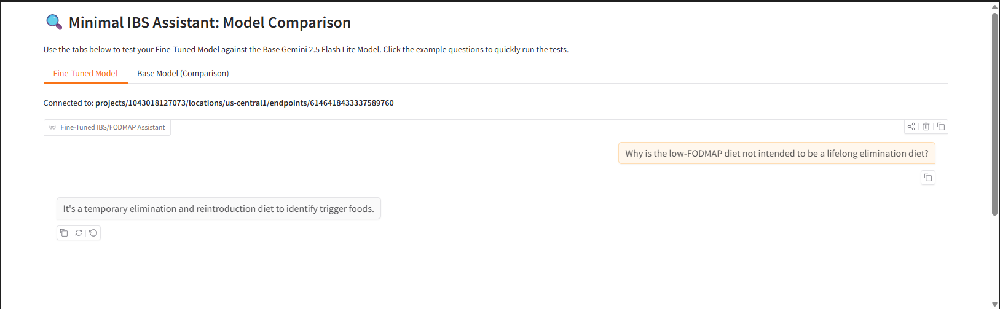 Minimal IBS Assistant: Model Comparison
Use the tabs below to test your Fine-Tuned Model against the Base Gemini 2.5 Flash Lite Model. Click the example questions to quickly run the tests.
Fine-Tuned Model Base Model (Comparison)
Connected to: projects/1043018127073/locations/us-central1/endpoints/6146418433337589760
Fine-Tuned IBS/FODMAP Assistant
Why is the low-FODMAP diet not intended to be a lifelong elimination diet?
It's a temporary elimination and reintroduction diet to identify trigger foods.